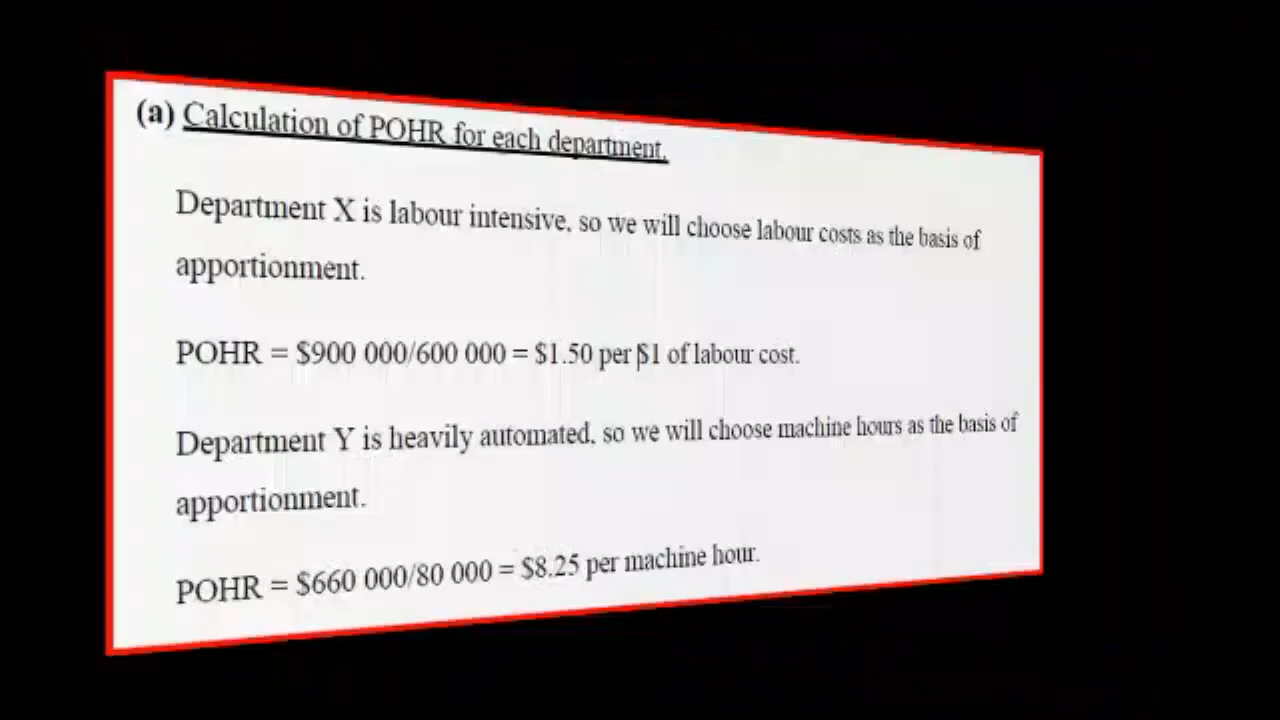 (a) Calculation of POHR for each department.
Department X is labour intensive, so we will choose labour costs as the basis of
apportionment.
POHR = $900 000/600 000 = $1.50 per $1 of labour cost.
Department Y is heavily automated, so we will choose machine hours as the basis of
apportionment.
POHR = $660 000/80 000 = $8.25 per machine hour.